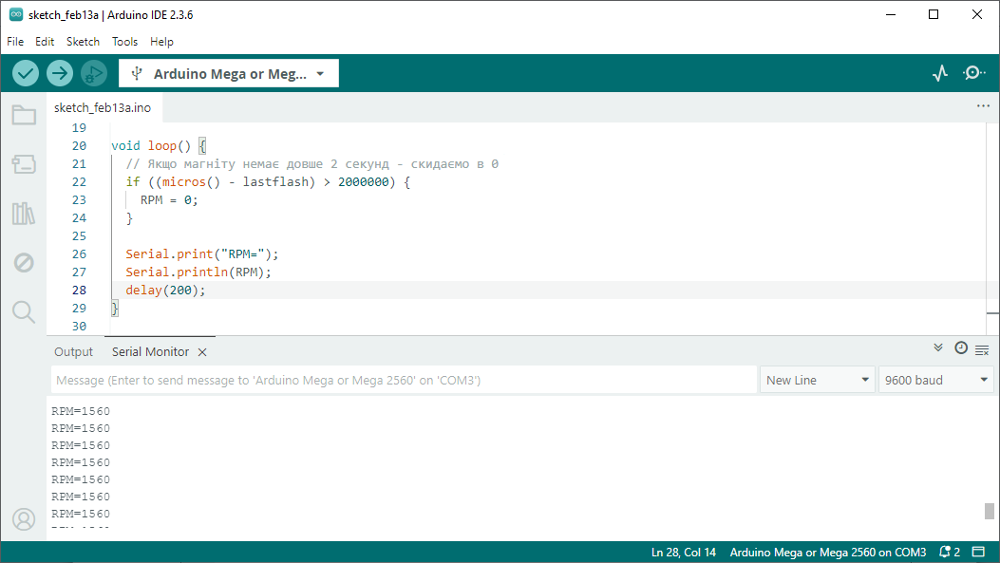 sketch_feb13a | Arduino IDE 2.3.6
File Edit Sketch Tools Help
Arduino Mega or Meg...
sketch_feb13a.ino
19
20 void loop() {
21 // Якщо магніту немає довше 2 секунд - скидаємо в 0
22 if ((micros() - lastflash) > 2000000) {
23 RPM = 0;
24 }
25
26 Serial.print("RPM=");
27 Serial.println(RPM);
28 delay(200);
29 }
30
Output Serial Monitor
Message (Enter to send message to 'Arduino Mega or Mega 2560' on 'COM3')
New Line
9600 baud
RPM=1560
RPM=1560
RPM=1560
RPM=1560
RPM=1560
RPM=1560
RPM=1560
Ln 28, Col 14 Arduino Mega or Mega 2560 on COM3 2